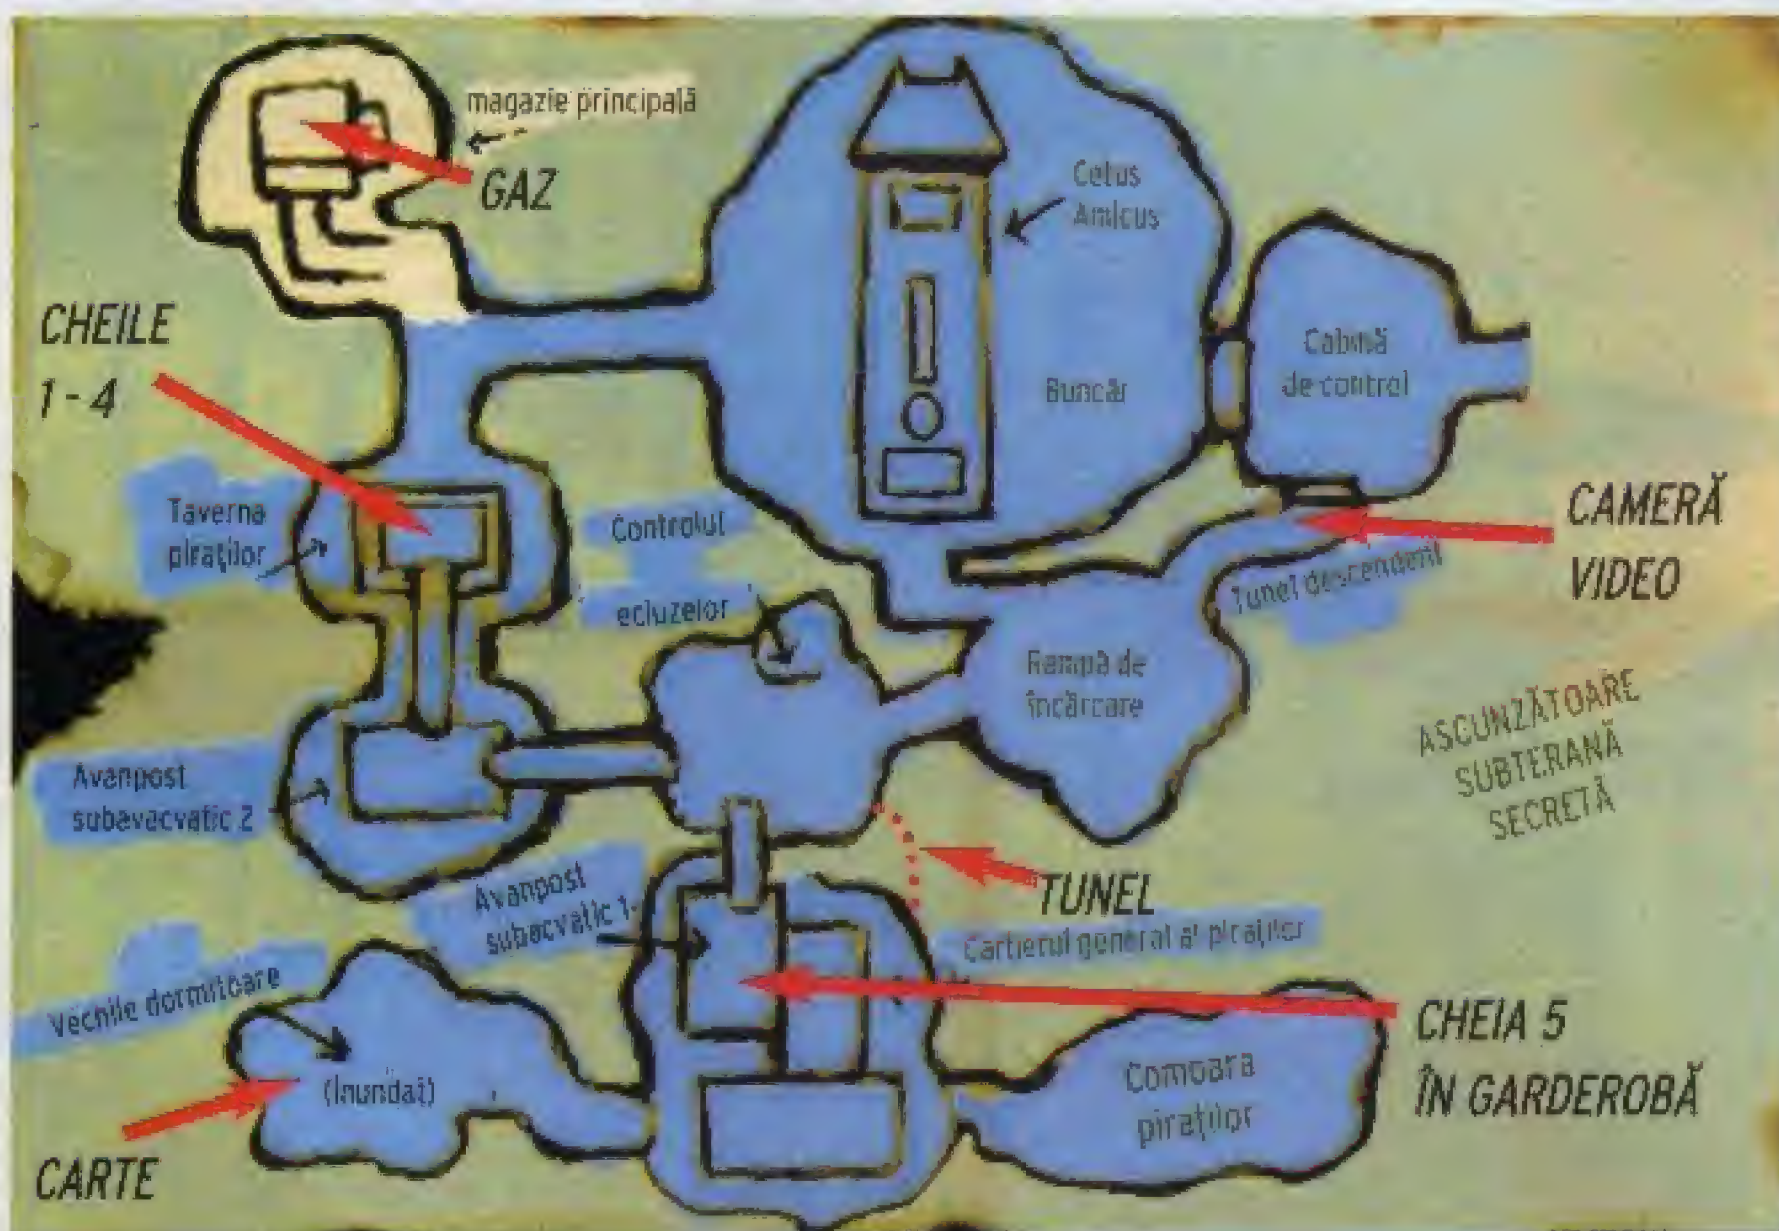 magazie principală
GAZ
Cetus
Amicus
CHEILE
1-4
Cabină
de control
Buncăr
Taverna
piraților
Controlul
ecluzelor
CAMERĂ
VIDEO
Tunel descendent
Rampă de
încărcare
ASCUNZĂTOARE
SUBTERANĂ
SECRETĂ
Avanpost
subavacvatic 2
Avanpost
subacvatic 1
TUNEL
Cartierul general al piraților
Vechile dormitoare
(Inundat)
CHEIA 5
ÎN GARDEROBĂ
Comoara
piraților
CARTE